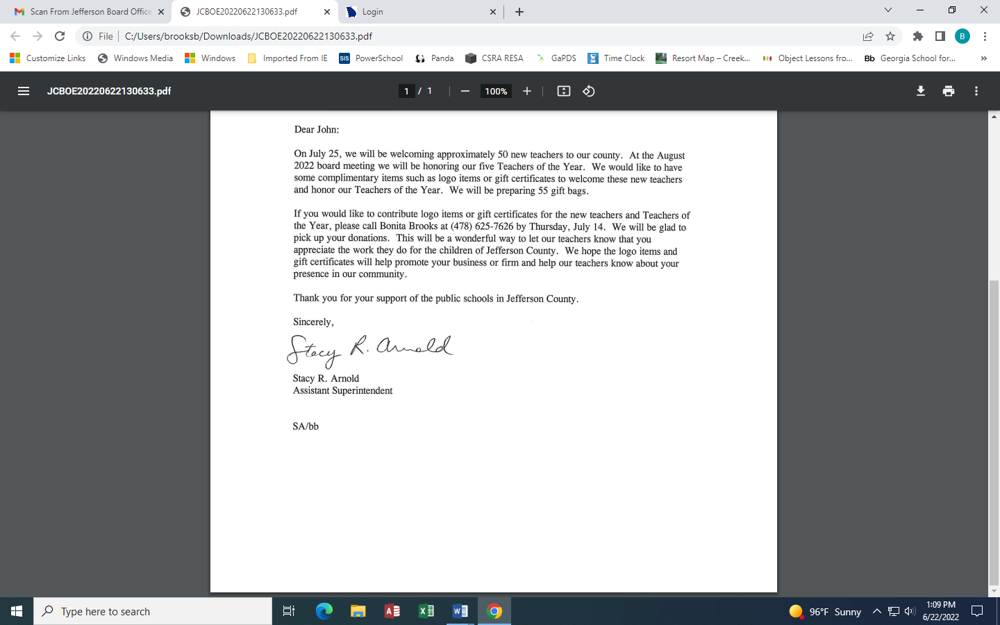 Scan From Jefferson Board Office
JCBOE20220622130633.pdf
Login
File
C:/Users/brooksb/Downloads/JCBOE20220622130633.pdf
B
Customize Links
Windows Media
Windows
Imported From IE
SIS PowerSchool
Panda
CSRA RESA
GaPDS
Time Clock
Resort Map – Creek...
Object Lessons fro...
Bb Georgia School for...
JCBOE20220622130633.pdf
1 / 1
100%
Dear John:
On July 25, we will be welcoming approximately 50 new teachers to our county. At the August
2022 board meeting we will be honoring our five Teachers of the Year. We would like to have
some complimentary items such as logo items or gift certificates to welcome these new teachers
and honor our Teachers of the Year. We will be preparing 55 gift bags.
If you would like to contribute logo items or gift certificates for the new teachers and Teachers of
the Year, please call Bonita Brooks at (478) 625-7626 by Thursday, July 14. We will be glad to
pick up your donations. This will be a wonderful way to let our teachers know that you
appreciate the work they do for the children of Jefferson County. We hope the logo items and
gift certificates will help promote your business or firm and help our teachers know about your
presence in our community.
Thank you for your support of the public schools in Jefferson County.
Sincerely,
Stacy R. Arnold
Stacy R. Arnold
Assistant Superintendent
SA/bb
Type here to search
96°F Sunny
1:09 PM
6/22/2022